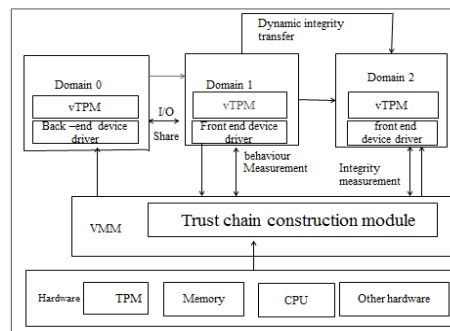 Dynamic integrity
transfer
Domain 0
vTPM
Back –end device
driver
I/O
Share
Domain 1
vTPM
Front end device
driver
Domain 2
vTPM
front end
device driver
behaviour
Measurement
Integrity
measurement
VMM
Trust chain construction module
Hardware
TPM
Memory
CPU
Other hardware